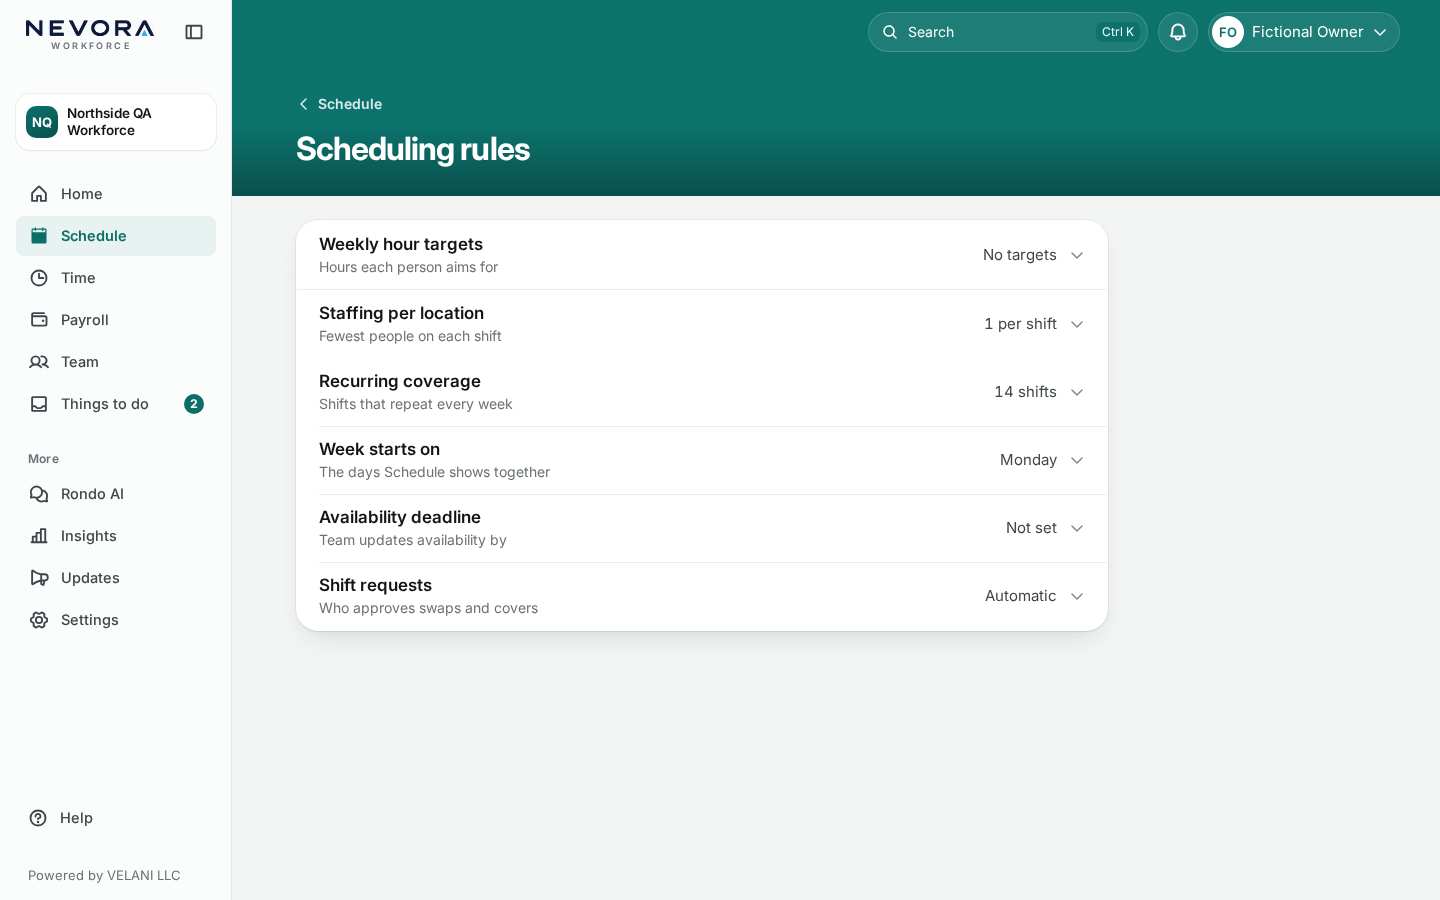 NEVORA
WORKFORCE
Search
Ctrl K
FO
Fictional Owner
NQ
Northside QA
Workforce
Home
Schedule
Time
Payroll
Team
Things to do
2
More
Rondo AI
Insights
Updates
Settings
Help
Powered by VELANI LLC
Schedule
Scheduling rules
Weekly hour targets
Hours each person aims for
No targets
Staffing per location
Fewest people on each shift
1 per shift
Recurring coverage
Shifts that repeat every week
14 shifts
Week starts on
The days Schedule shows together
Monday
Availability deadline
Team updates availability by
Not set
Shift requests
Who approves swaps and covers
Automatic